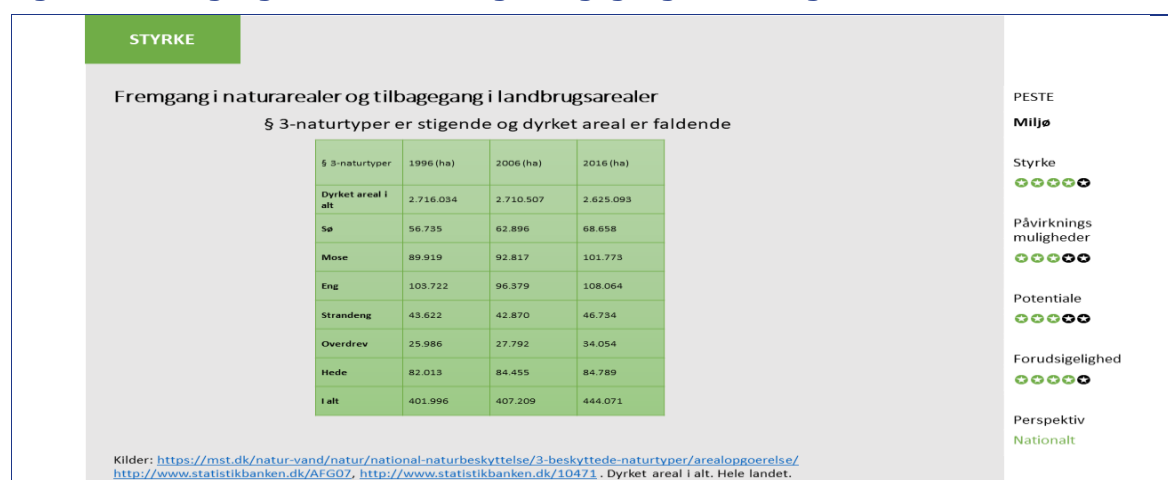 STYRKE
Fremgang i naturarealer og tilbagegang i landbrugsarealer
§ 3-naturtyper er stigende og dyrket areal er faldende
§ 3-naturtyper 1996 (ha) 2006 (ha) 2016 (ha)
Dyrket areal i alt 2.716.034 2.710.507 2.625.093
Sø 56.735 62.896 68.658
Mose 89.919 92.817 101.773
Eng 103.722 96.379 108.064
Strandeng 43.622 42.870 46.734
Overdrev 25.986 27.792 34.054
Hede 82.013 84.455 84.789
I alt 401.996 407.209 444.071
Kilder: https://mst.dk/natur-vand/natur/national-naturbeskyttelse/3-beskyttede-naturtyper/arealopgoerelse/
http://www.statistikbanken.dk/AFG07, http://www.statistikbanken.dk/10471 . Dyrket areal i alt. Hele landet.
PESTE
Miljø
Styrke
Påvirknings
muligheder
Potentiale
Forudsigelighed
Perspektiv
Nationalt